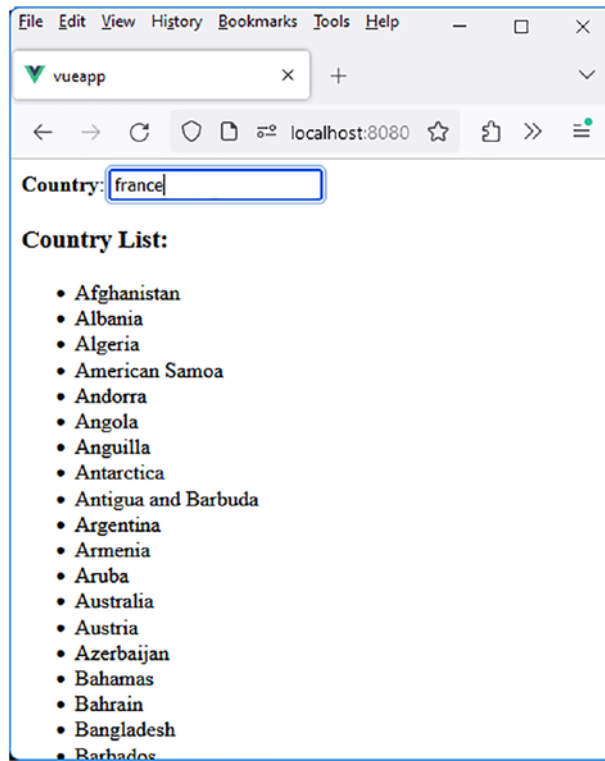 File Edit View History Bookmarks Tools Help
vueapp
localhost:8080
Country: france
Country List:
Afghanistan
Albania
Algeria
American Samoa
Andorra
Angola
Anguilla
Antarctica
Antigua and Barbuda
Argentina
Armenia
Aruba
Australia
Austria
Azerbaijan
Bahamas
Bahrain
Bangladesh
Barbados